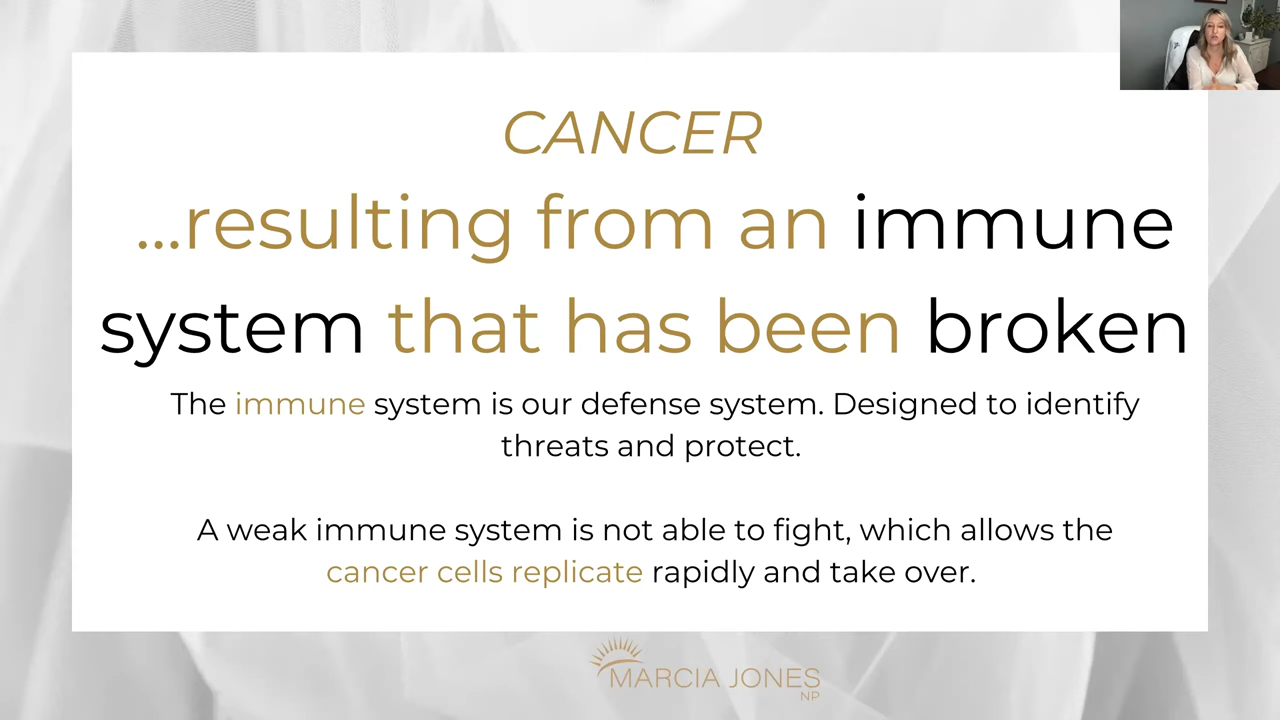 CANCER
...resulting from an immune
system that has been broken
The immune system is our defense system. Designed to identify
threats and protect.
A weak immune system is not able to fight, which allows the
cancer cells replicate rapidly and take over.
MARCIA JONES
NP